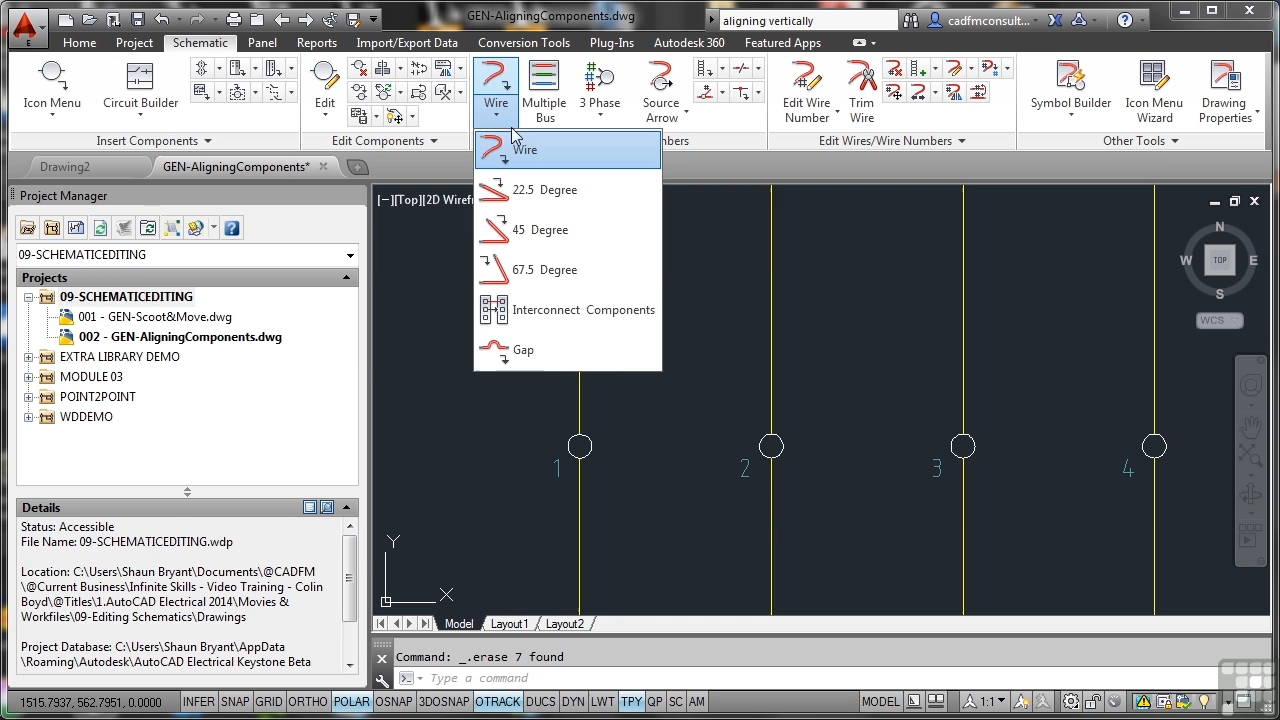 GEN-AligningComponents.dwg
aligning vertically
cadfmconsult...
E
Home
Project
Schematic
Panel
Reports
Import/Export Data
Conversion Tools
Plug-Ins
Autodesk 360
Featured Apps
Icon Menu
Circuit Builder
Edit
Wire
Multiple
Bus
3 Phase
Source
Arrow
Edit Wire
Number
Trim
Wire
Symbol Builder
Icon Menu
Wizard
Drawing
Properties
Insert Components
Edit Components
Edit Wires/Wire Numbers
Other Tools
Wire
22.5 Degree
45 Degree
67.5 Degree
Interconnect Components
Gap
Drawing2
GEN-AligningComponents*
Project Manager
09-SCHEMATICEDITING
Projects
09-SCHEMATICEDITING
001 - GEN-Scoot&Move.dwg
002 - GEN-AligningComponents.dwg
EXTRA LIBRARY DEMO
MODULE 03
POINT2POINT
WDDEMO
Details
Status: Accessible
File Name: 09-SCHEMATICEDITING.wdp
Location: C:\Users\Shaun Bryant\Documents\@CADFM
\@Current Business\Infinite Skills - Video Training - Colin
Boyd\@Titles\1.AutoCAD Electrical 2014\Movies &
Workfiles\09-Editing Schematics\Drawings
Project Database: C:\Users\Shaun Bryant\AppData
\Roaming\Autodesk\AutoCAD Electrical Keystone Beta
[−][Top][2D Wirefr
N
W
TOP
E
S
WCS
1
2
3
4
Y
X
Model
Layout1
Layout2
Command: _.erase 7 found
Type a command
1515.7937, 562.7951, 0.0000
INFER
SNAP
GRID
ORTHO
POLAR
OSNAP
3DOSNAP
OTRACK
DUCS
DYN
LWT
TPY
QP
SC
AM
MODEL
1:1